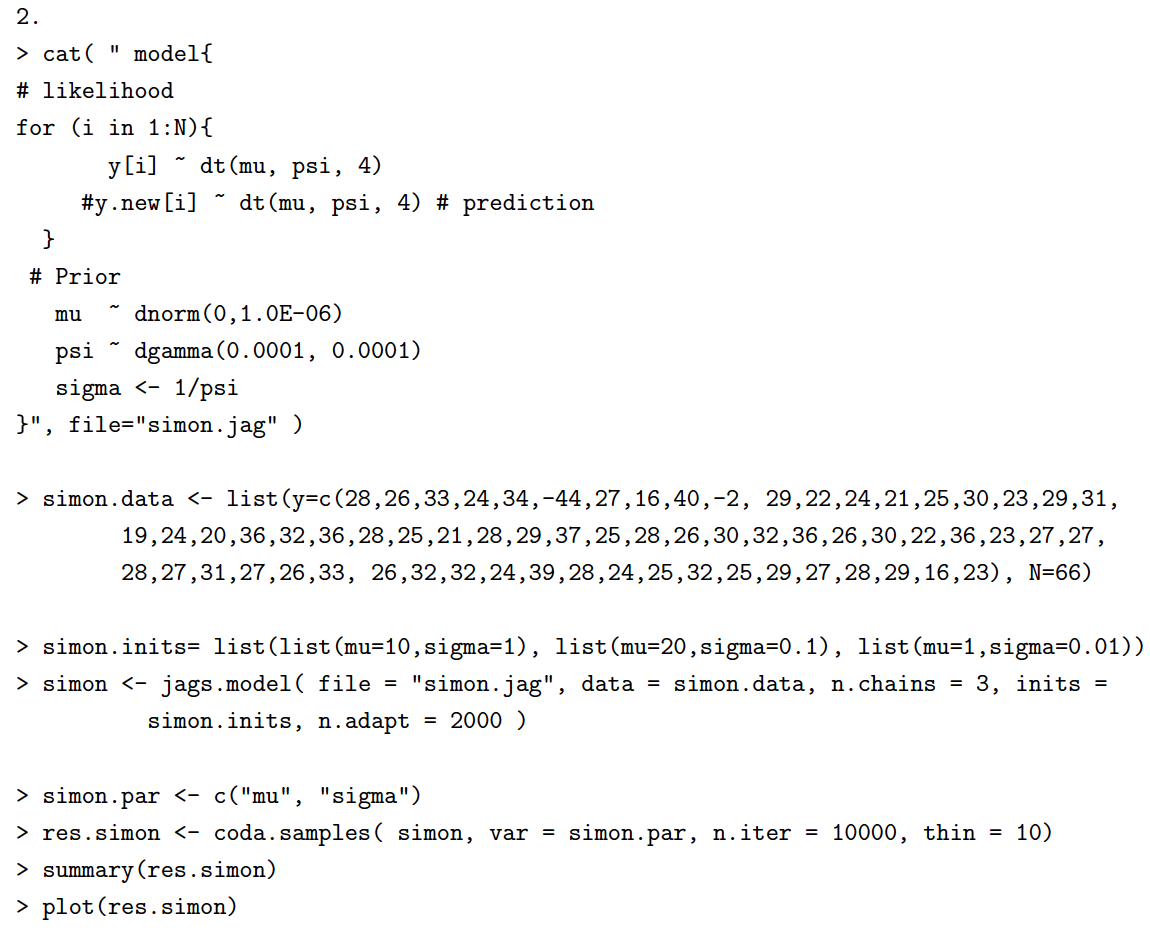 2.
> cat( " model{
# likelihood
for (i in 1:N){
       y[i] ~ dt(mu, psi, 4)
     #y.new[i] ~ dt(mu, psi, 4) # prediction
  }
 # Prior
   mu  ~ dnorm(0,1.0E-06)
   psi ~ dgamma(0.0001, 0.0001)
   sigma <- 1/psi
}", file="simon.jag" )

> simon.data <- list(y=c(28,26,33,24,34,-44,27,16,40,-2, 29,22,24,21,25,30,23,29,31,
        19,24,20,36,32,36,28,25,21,28,29,37,25,28,26,30,32,36,26,30,22,36,23,27,27,
        28,27,31,27,26,33, 26,32,32,24,39,28,24,25,32,25,29,27,28,29,16,23), N=66)

> simon.inits= list(list(mu=10,sigma=1), list(mu=20,sigma=0.1), list(mu=1,sigma=0.01))
> simon <- jags.model( file = "simon.jag", data = simon.data, n.chains = 3, inits =
          simon.inits, n.adapt = 2000 )

> simon.par <- c("mu", "sigma")
> res.simon <- coda.samples( simon, var = simon.par, n.iter = 10000, thin = 10)
> summary(res.simon)
> plot(res.simon)